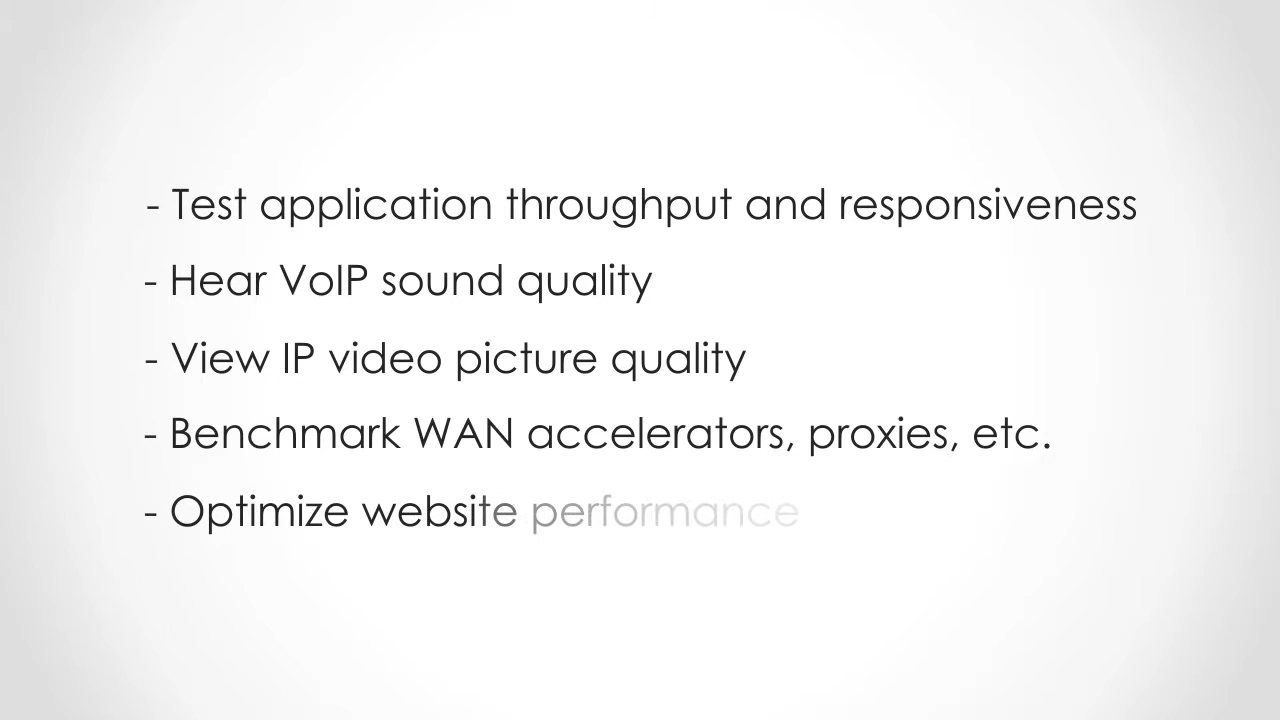 - Test application throughput and responsiveness
- Hear VoIP sound quality
- View IP video picture quality
- Benchmark WAN accelerators, proxies, etc.
- Optimize website performance